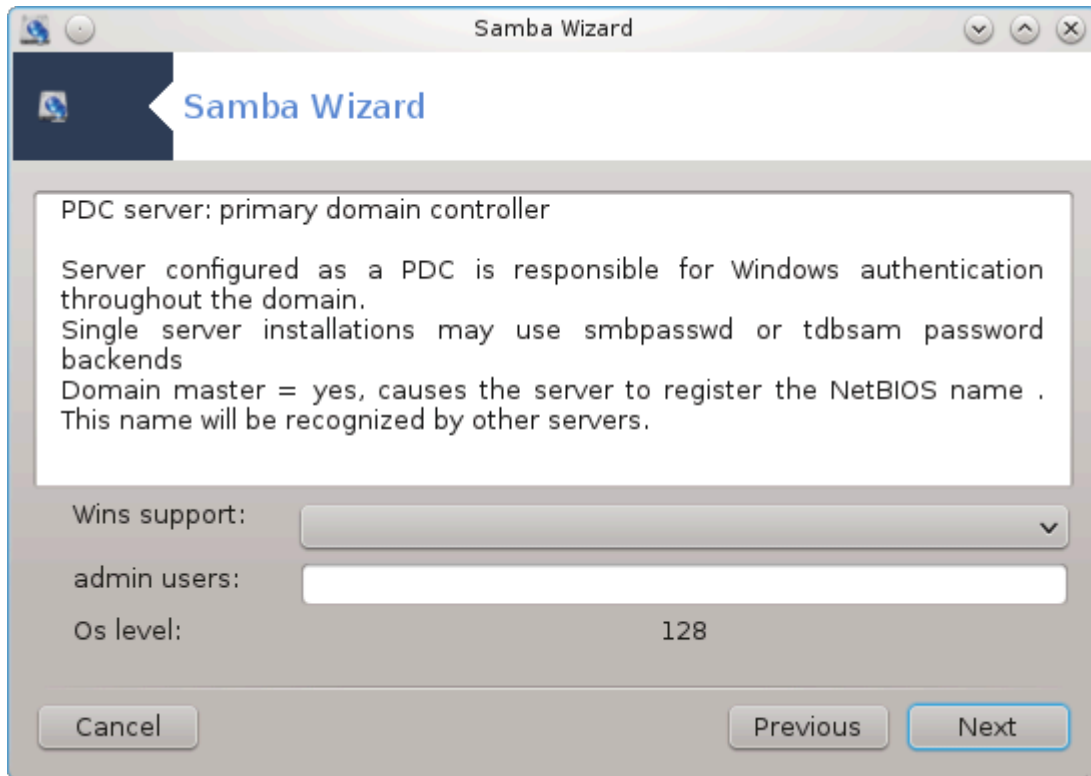 Samba Wizard
Samba Wizard
PDC server: primary domain controller
Server configured as a PDC is responsible for Windows authentication
throughout the domain.
Single server installations may use smbpasswd or tdbsam password
backends
Domain master = yes, causes the server to register the NetBIOS name .
This name will be recognized by other servers.
Wins support:
admin users:
Os level: 128
Cancel Previous Next